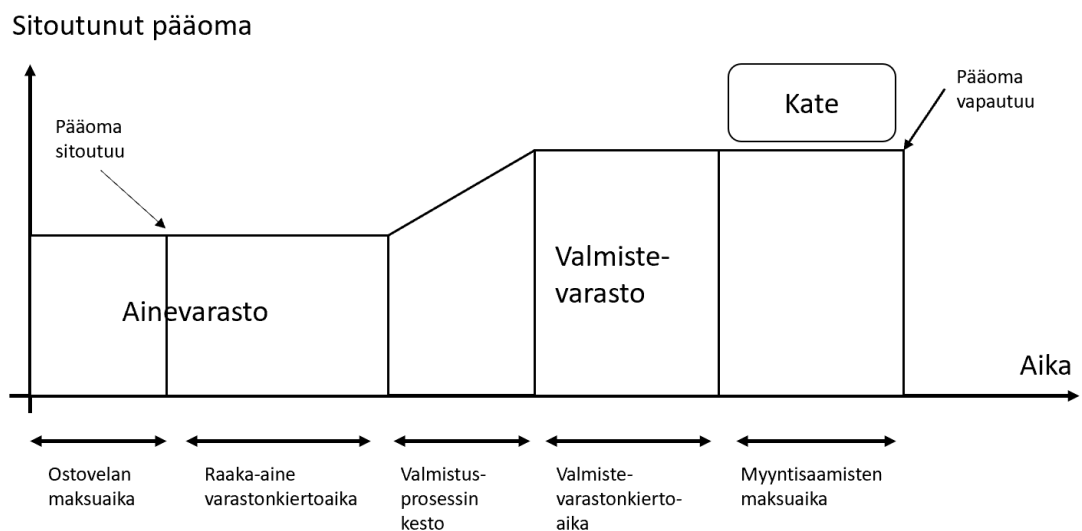 Sitoutunut pääoma
Pääoma
sitoutuu
Kate
Pääoma
vapautuu
Ainevarasto
Valmiste-
varasto
Aika
Ostovelan
maksuaika
Raaka-aine
varastonkiertoaika
Valmistus-
prosessin
kesto
Valmiste-
varastonkierto-
aika
Myyntisaamisten
maksuaika